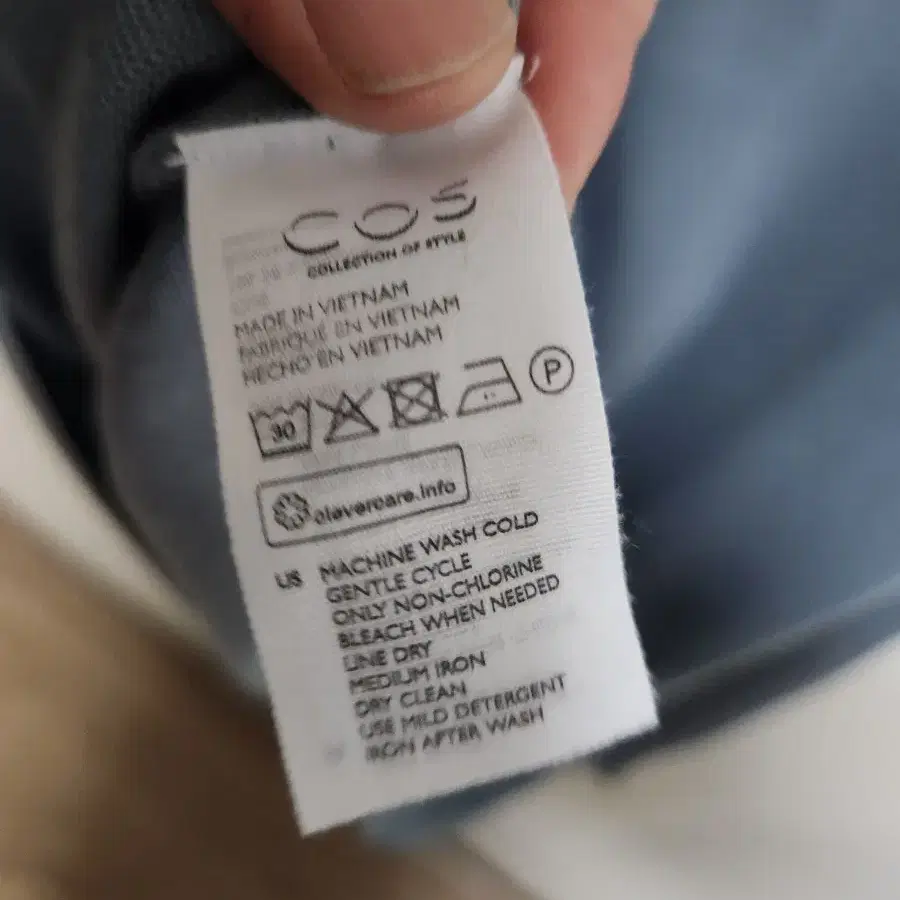 COS
COLLECTION OF STYLE
MADE IN VIETNAM
FABRIQUÉ EN VIETNAM
HECHO EN VIETNAM
30
P
clevercare.info
US MACHINE WASH COLD
GENTLE CYCLE
ONLY NON-CHLORINE
BLEACH WHEN NEEDED
LINE DRY
MEDIUM IRON
DRY CLEAN
USE MILD DETERGENT
IRON AFTER WASH